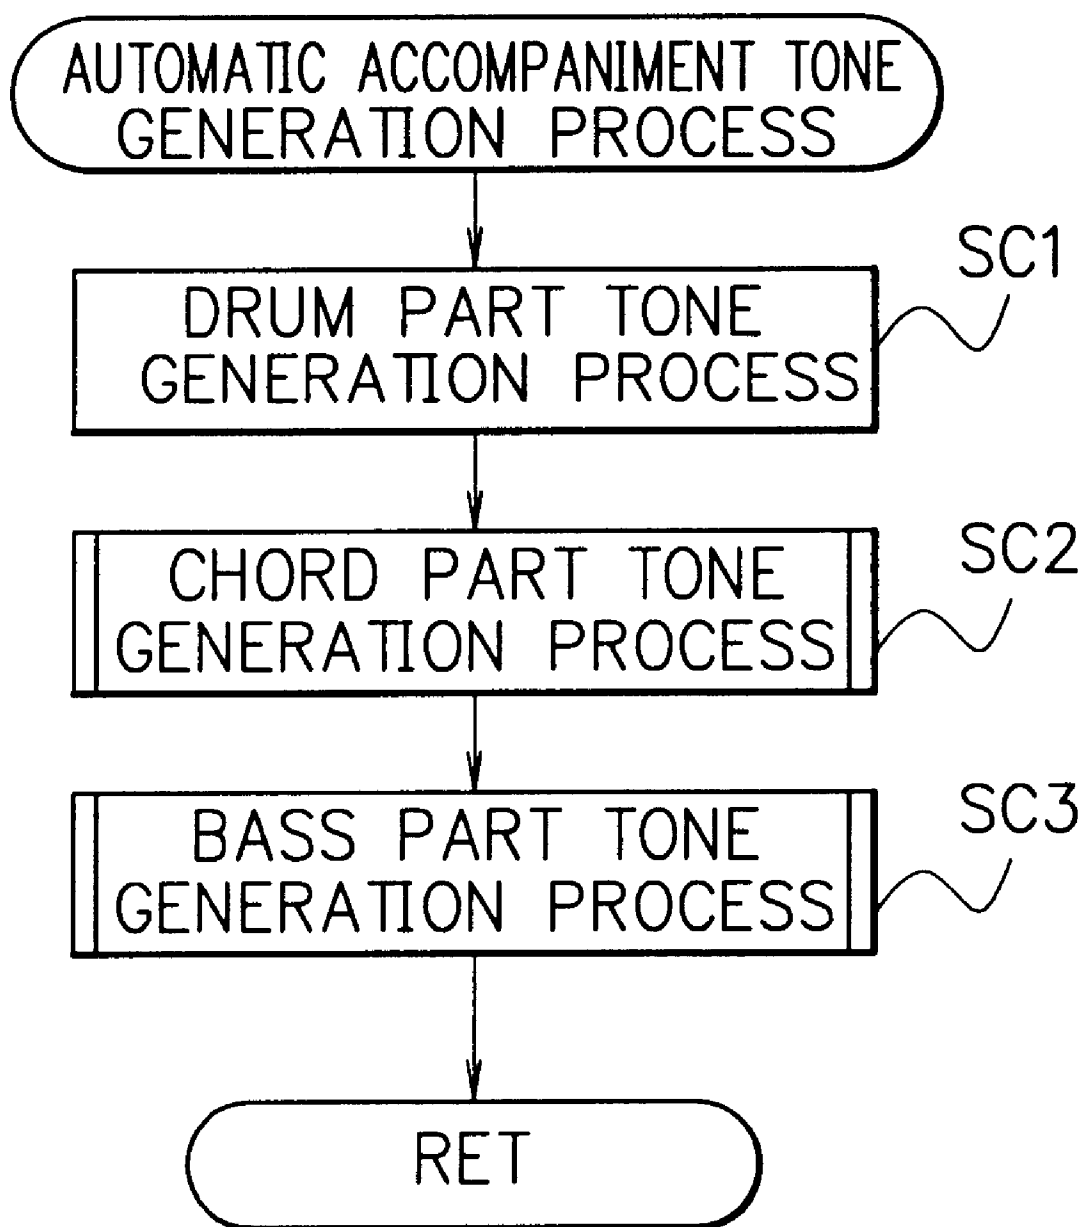 AUTOMATIC ACCOMPANIMENT TONE
GENERATION PROCESS
SC1
DRUM PART TONE
GENERATION PROCESS
SC2
CHORD PART TONE
GENERATION PROCESS
SC3
BASS PART TONE
GENERATION PROCESS
RET